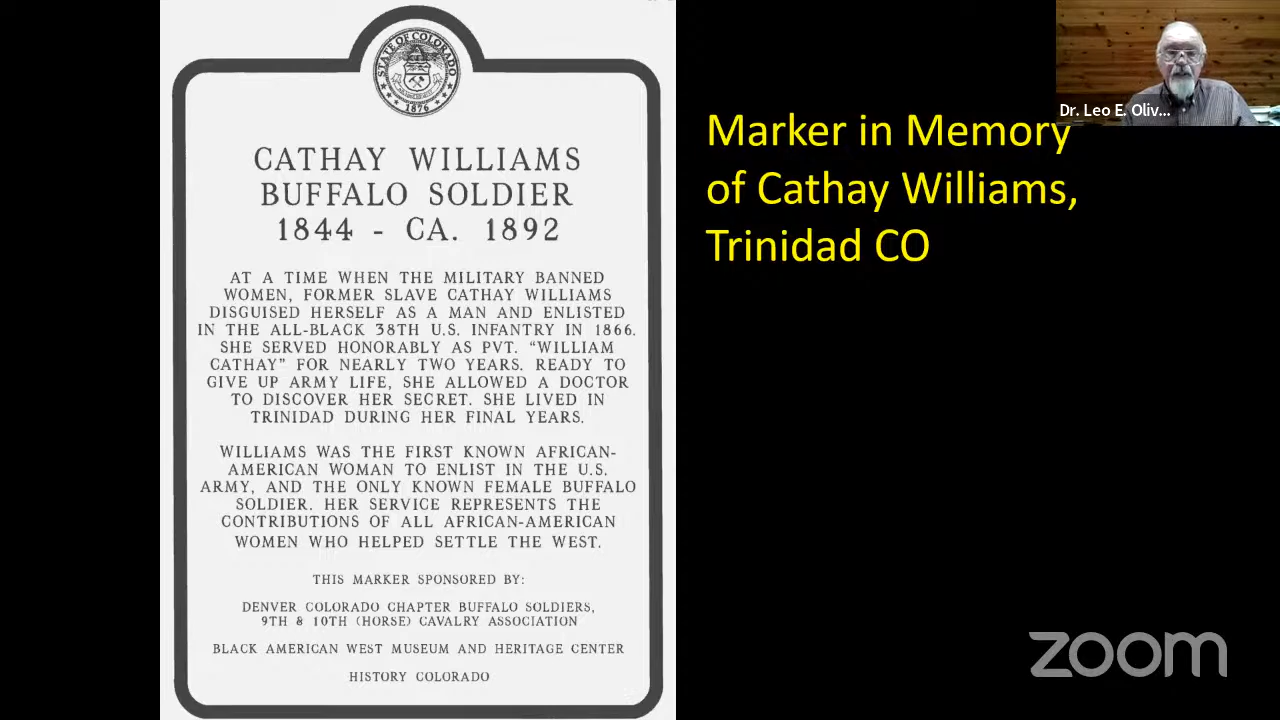 STATE OF COLORADO
1876
CATHAY WILLIAMS
BUFFALO SOLDIER
1844 - CA. 1892
AT A TIME WHEN THE MILITARY BANNED
WOMEN, FORMER SLAVE CATHAY WILLIAMS
DISGUISED HERSELF AS A MAN AND ENLISTED
IN THE ALL-BLACK 38TH U.S. INFANTRY IN 1866.
SHE SERVED HONORABLY AS PVT. “WILLIAM
CATHAY” FOR NEARLY TWO YEARS. READY TO
GIVE UP ARMY LIFE, SHE ALLOWED A DOCTOR
TO DISCOVER HER SECRET. SHE LIVED IN
TRINIDAD DURING HER FINAL YEARS.
WILLIAMS WAS THE FIRST KNOWN AFRICAN-
AMERICAN WOMAN TO ENLIST IN THE U.S.
ARMY, AND THE ONLY KNOWN FEMALE BUFFALO
SOLDIER. HER SERVICE REPRESENTS THE
CONTRIBUTIONS OF ALL AFRICAN-AMERICAN
WOMEN WHO HELPED SETTLE THE WEST.
THIS MARKER SPONSORED BY:
DENVER COLORADO CHAPTER BUFFALO SOLDIERS,
9TH & 10TH (HORSE) CAVALRY ASSOCIATION
BLACK AMERICAN WEST MUSEUM AND HERITAGE CENTER
HISTORY COLORADO
Marker in Memory
of Cathay Williams,
Trinidad CO
Dr. Leo E. Oliv...
zoom